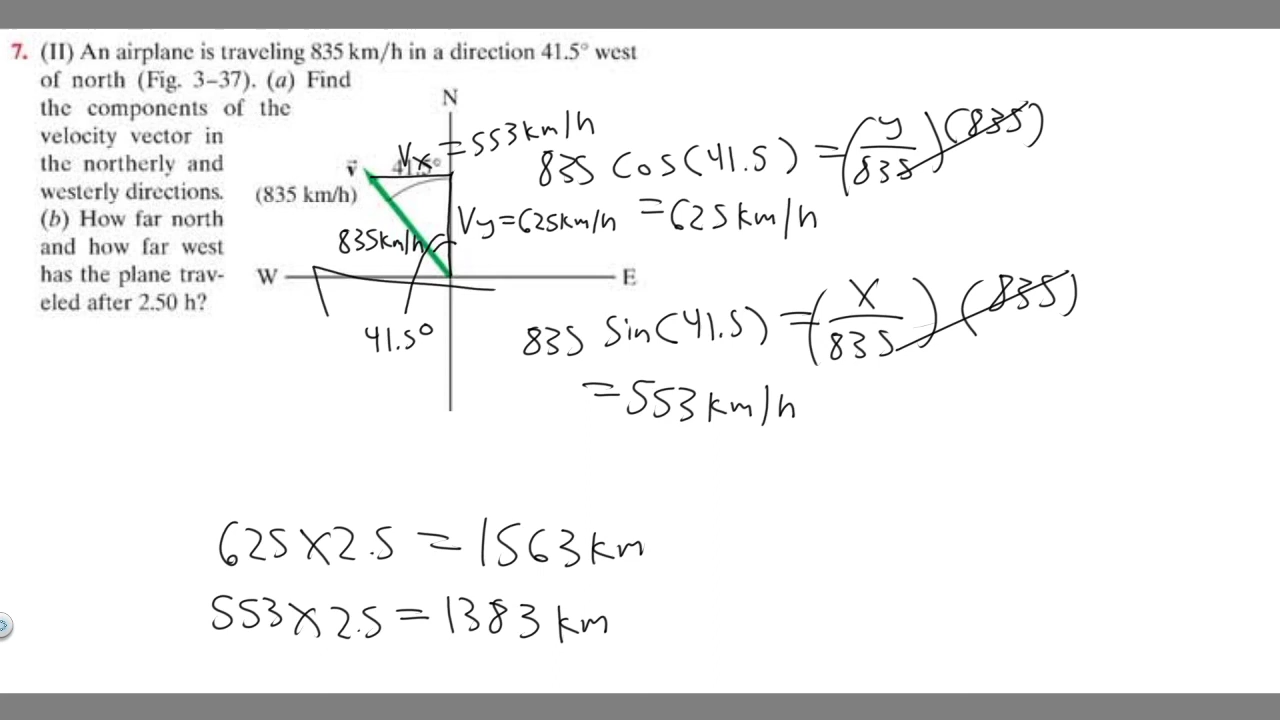 7. (II) An airplane is traveling 835 km/h in a direction 41.5° west
of north (Fig. 3–37). (a) Find
the components of the
velocity vector in
the northerly and
westerly directions.
(b) How far north
and how far west
has the plane trav-
eled after 2.50 h?
N
Vx = 553 km/h
41.5°
v⃗
(835 km/h)
835 km/h
Vy = 625 km/h
W
E
41.5°
835 cos(41.5) = (y/835)(835)
= 625 km/h
835 sin(41.5) = (x/835)(835)
= 553 km/h
625 × 2.5 = 1563 km
553 × 2.5 = 1383 km